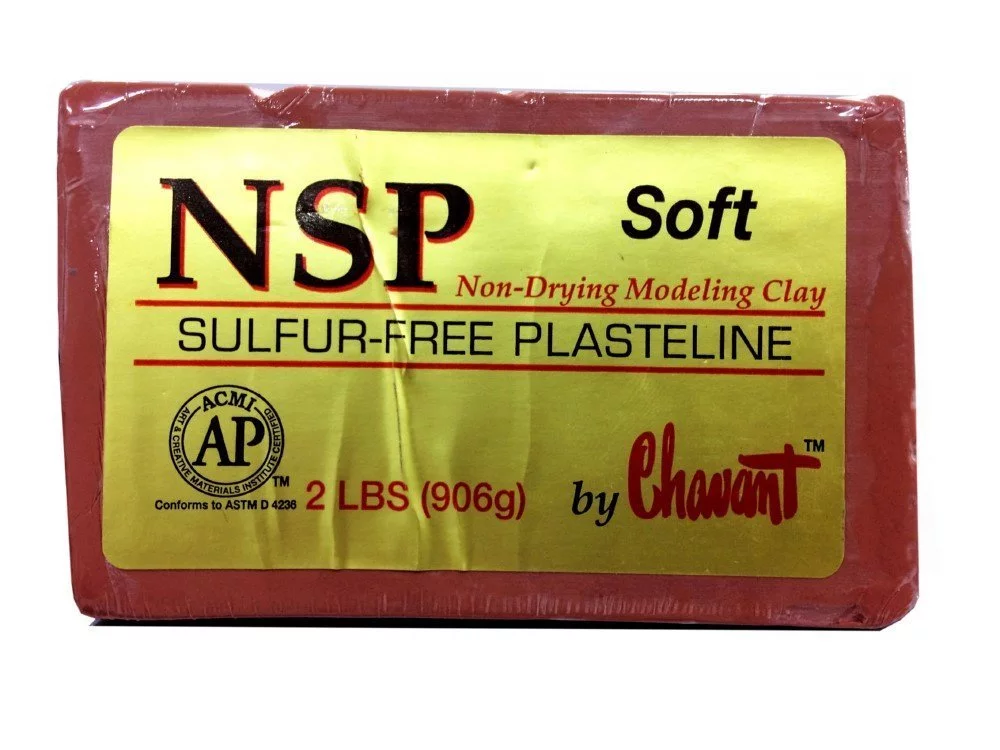 NSP
Soft
Non-Drying Modeling Clay
SULFUR-FREE PLASTELINE
ACMI
AP
ART & CREATIVE MATERIALS INSTITUTE CERTIFIED
TM
Conforms to ASTM D 4236
2 LBS (906g)
by Chavant TM